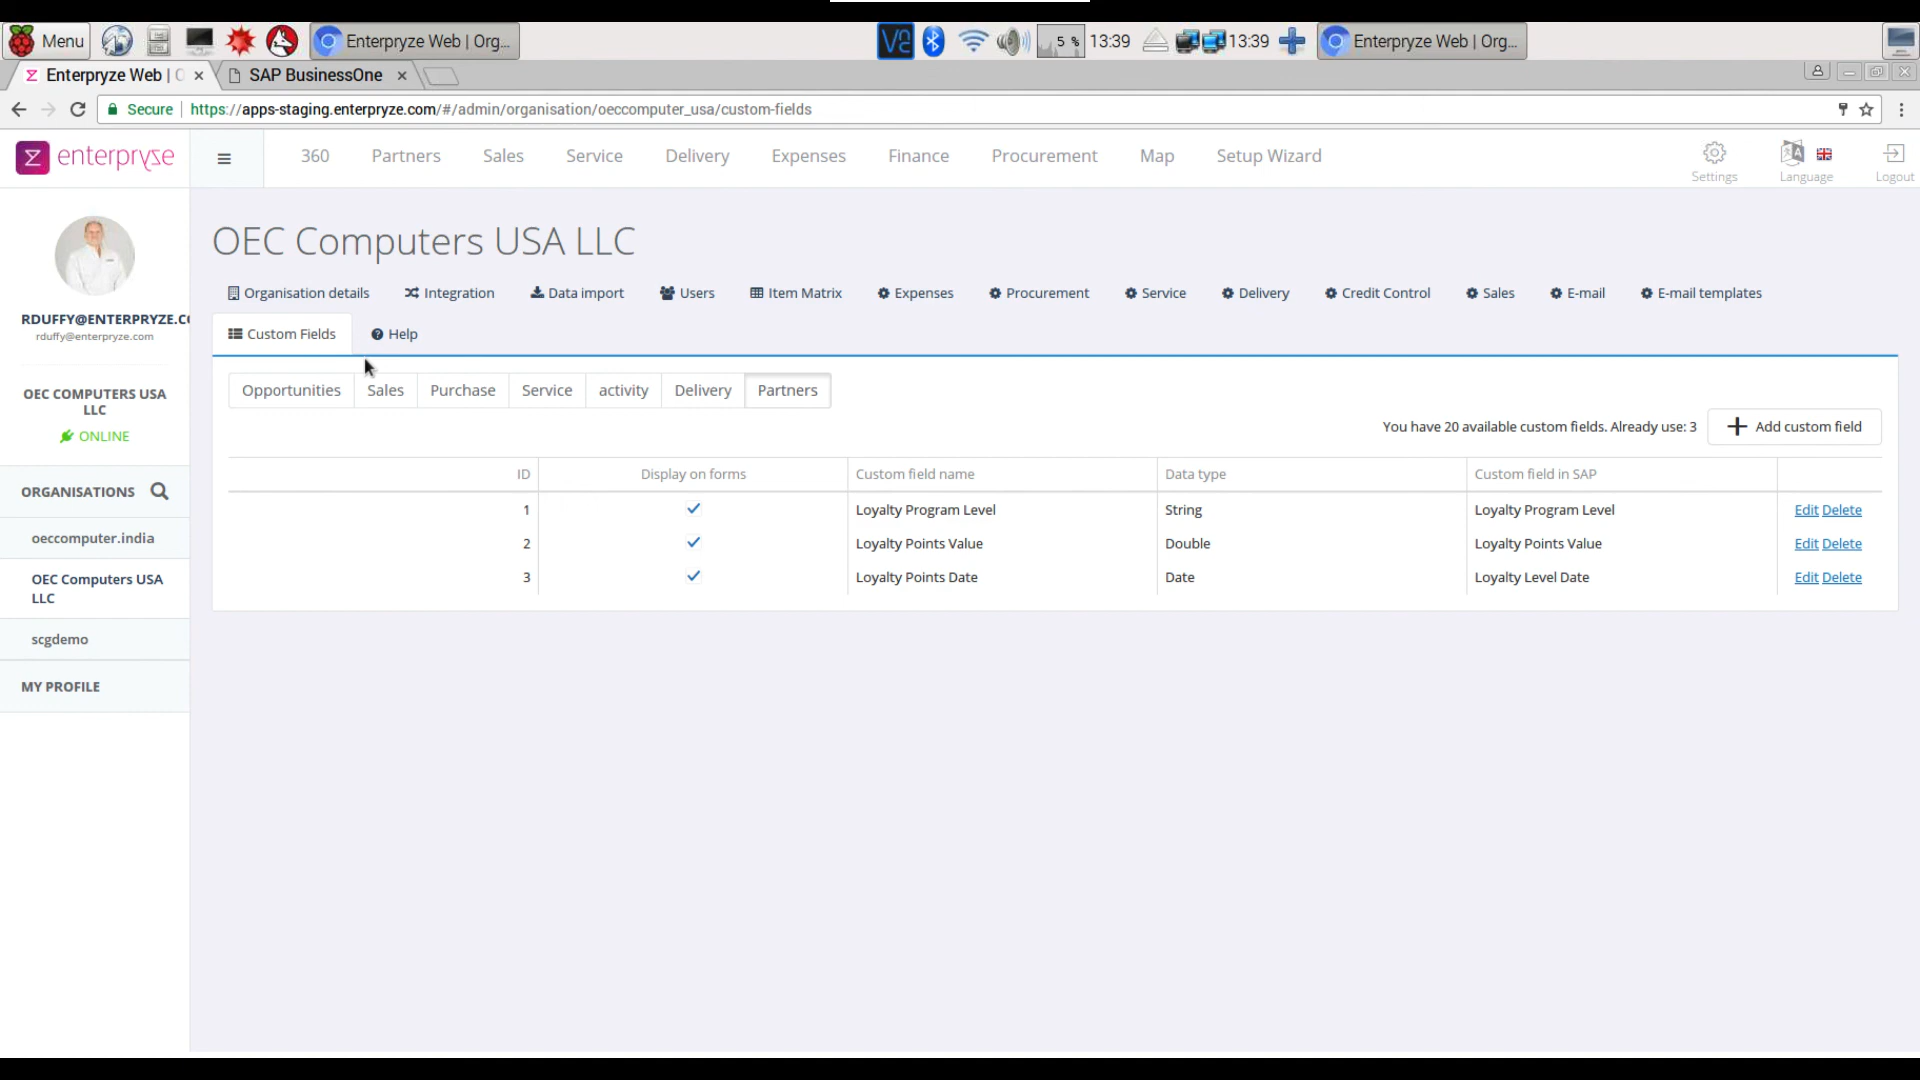 Menu
Enterpryze Web | Org...
5 %
13:39
13:39
Enterpryze Web | Org...
Enterpryze Web | O
SAP BusinessOne
Secure
https://apps-staging.enterpryze.com/#/admin/organisation/oeccomputer_usa/custom-fields
enterpryze
360
Partners
Sales
Service
Delivery
Expenses
Finance
Procurement
Map
Setup Wizard
Settings
Language
Logout
RDUFFY@ENTERPRYZE.CO
rduffy@enterpryze.com
OEC COMPUTERS USA
LLC
ONLINE
ORGANISATIONS
oeccomputer.india
OEC Computers USA
LLC
scgdemo
MY PROFILE
OEC Computers USA LLC
Organisation details
Integration
Data import
Users
Item Matrix
Expenses
Procurement
Service
Delivery
Credit Control
Sales
E-mail
E-mail templates
Custom Fields
Help
Opportunities
Sales
Purchase
Service
activity
Delivery
Partners
You have 20 available custom fields. Already use: 3
Add custom field
ID Display on forms Custom field name Data type Custom field in SAP
1 Loyalty Program Level String Loyalty Program Level Edit Delete
2 Loyalty Points Value Double Loyalty Points Value Edit Delete
3 Loyalty Points Date Date Loyalty Level Date Edit Delete